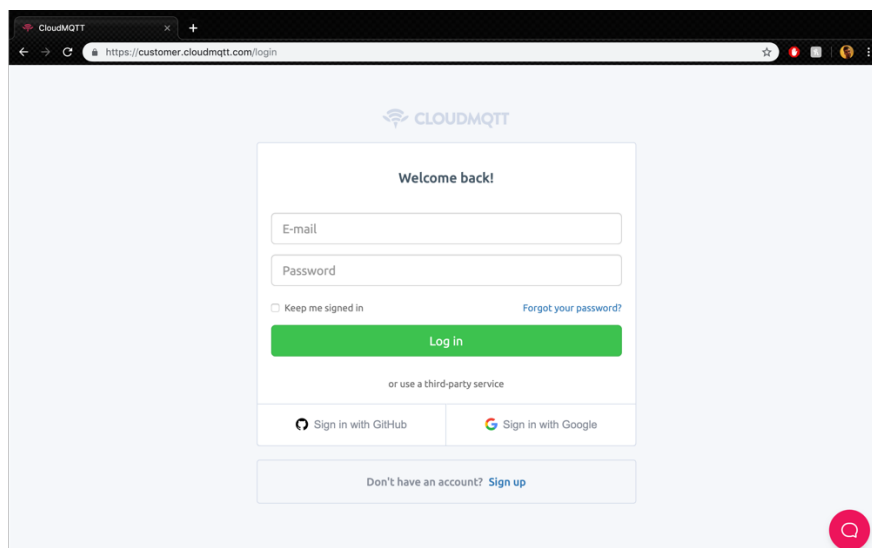 CloudMQTT
https://customer.cloudmqtt.com/login
CLOUDMQTT
Welcome back!
E-mail
Password
Keep me signed in
Forgot your password?
Log in
or use a third-party service
Sign in with GitHub
Sign in with Google
Don't have an account? Sign up